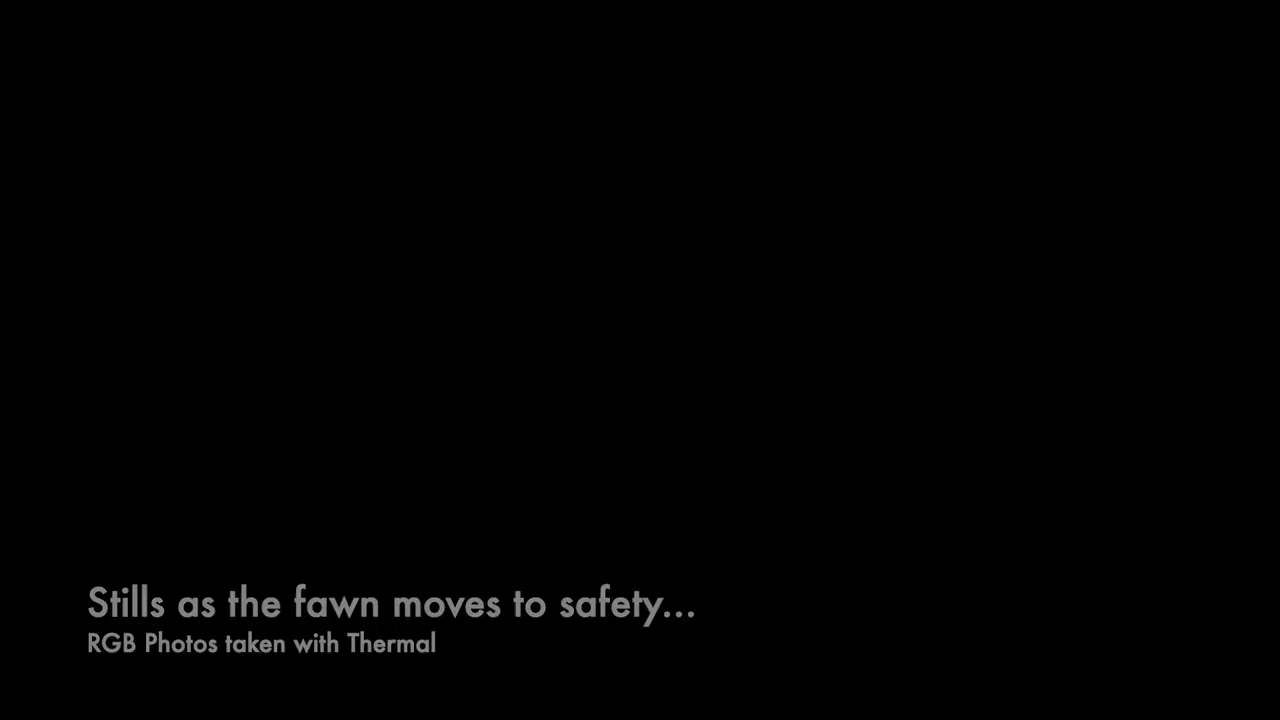 Stills as the fawn moves to safety...
RGB Photos taken with Thermal